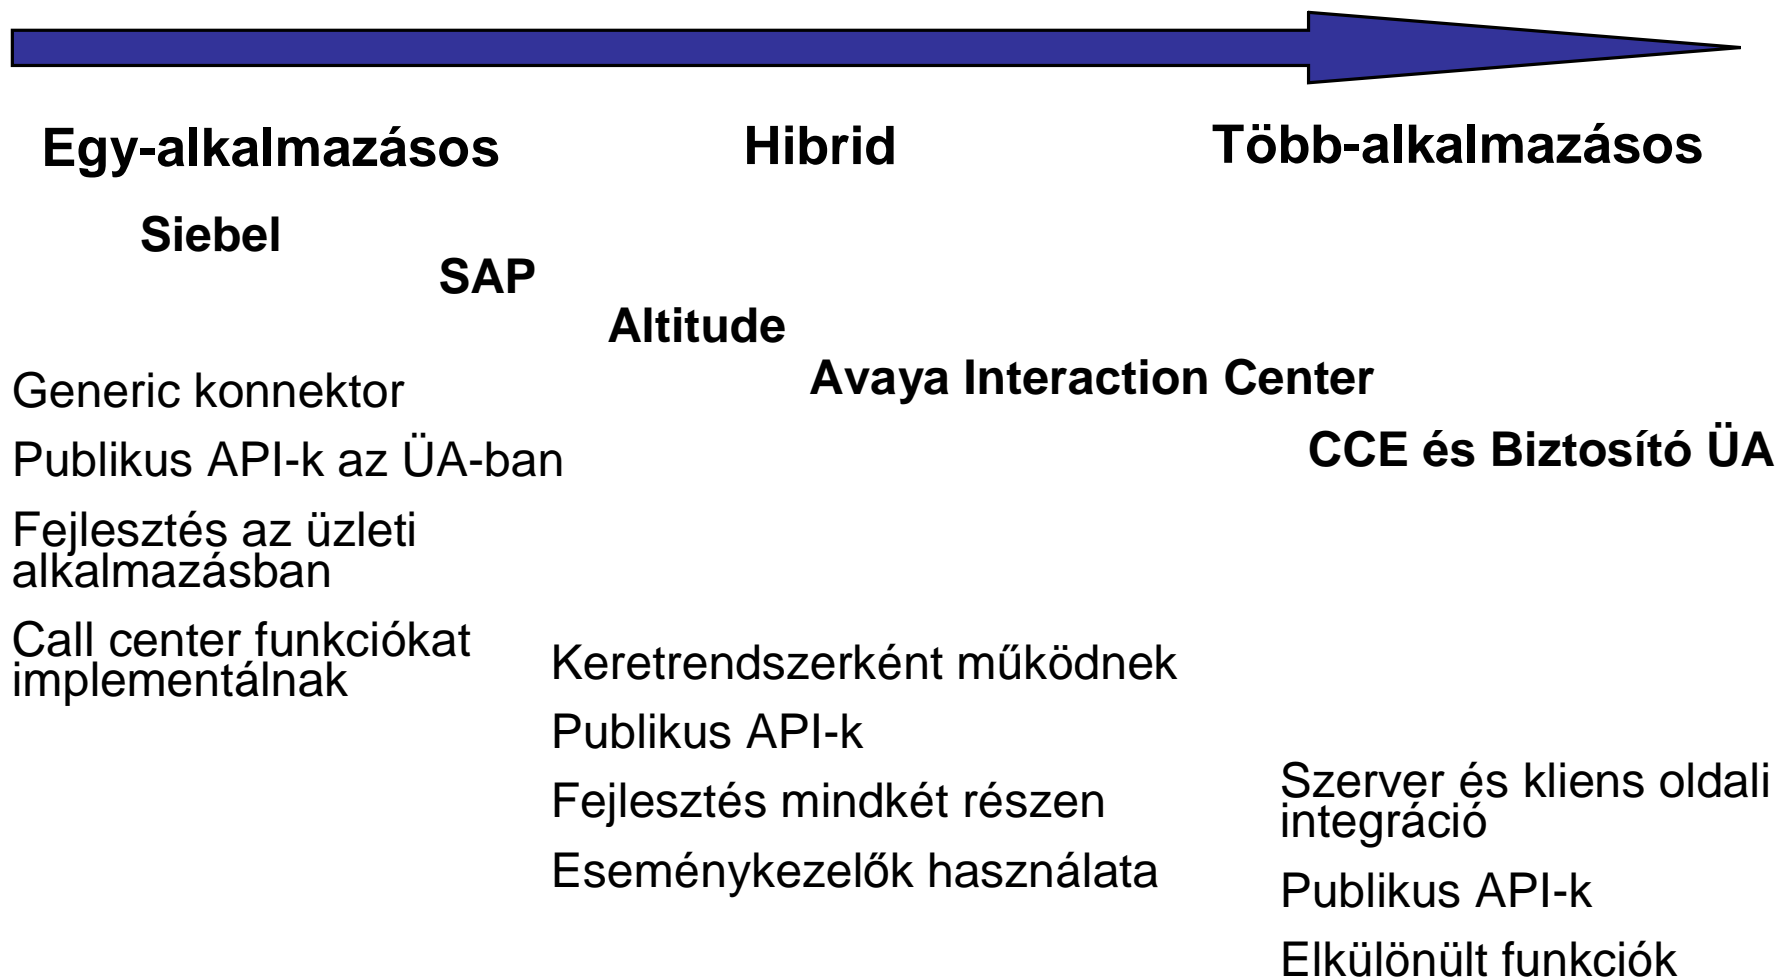 Egy-alkalmazásos
Hibrid
Több-alkalmazásos
Siebel
SAP
Altitude
Avaya Interaction Center
CCE és Biztosító ÜA
Generic konnektor
Publikus API-k az ÜA-ban
Fejlesztés az üzleti
alkalmazásban
Call center funkciókat
implementálnak
Keretrendszerként működnek
Publikus API-k
Fejlesztés mindkét részen
Eseménykezelők használata
Szerver és kliens oldali
integráció
Publikus API-k
Elkülönült funkciók